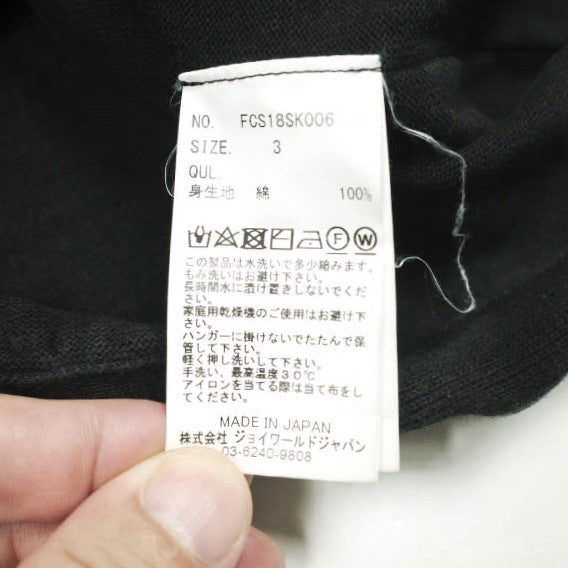 NO. FCS18SK006
SIZE. 3
QUL.
身生地 綿 100%
F W
この製品は水洗いで多少縮みます。
もみ洗いはお避け下さい。
長時間水に漬け置きしないでくだ
さい。
家庭用乾燥機のご使用はお避け下
さい。
ハンガーに掛けないでたたんで保
管して下さい。
軽く押し洗いして下さい。
手洗い、最高温度30℃
アイロンを当てる際は当て布をし
てください。
MADE IN JAPAN
株式会社 ジョイワールドジャパン
03-6240-9808